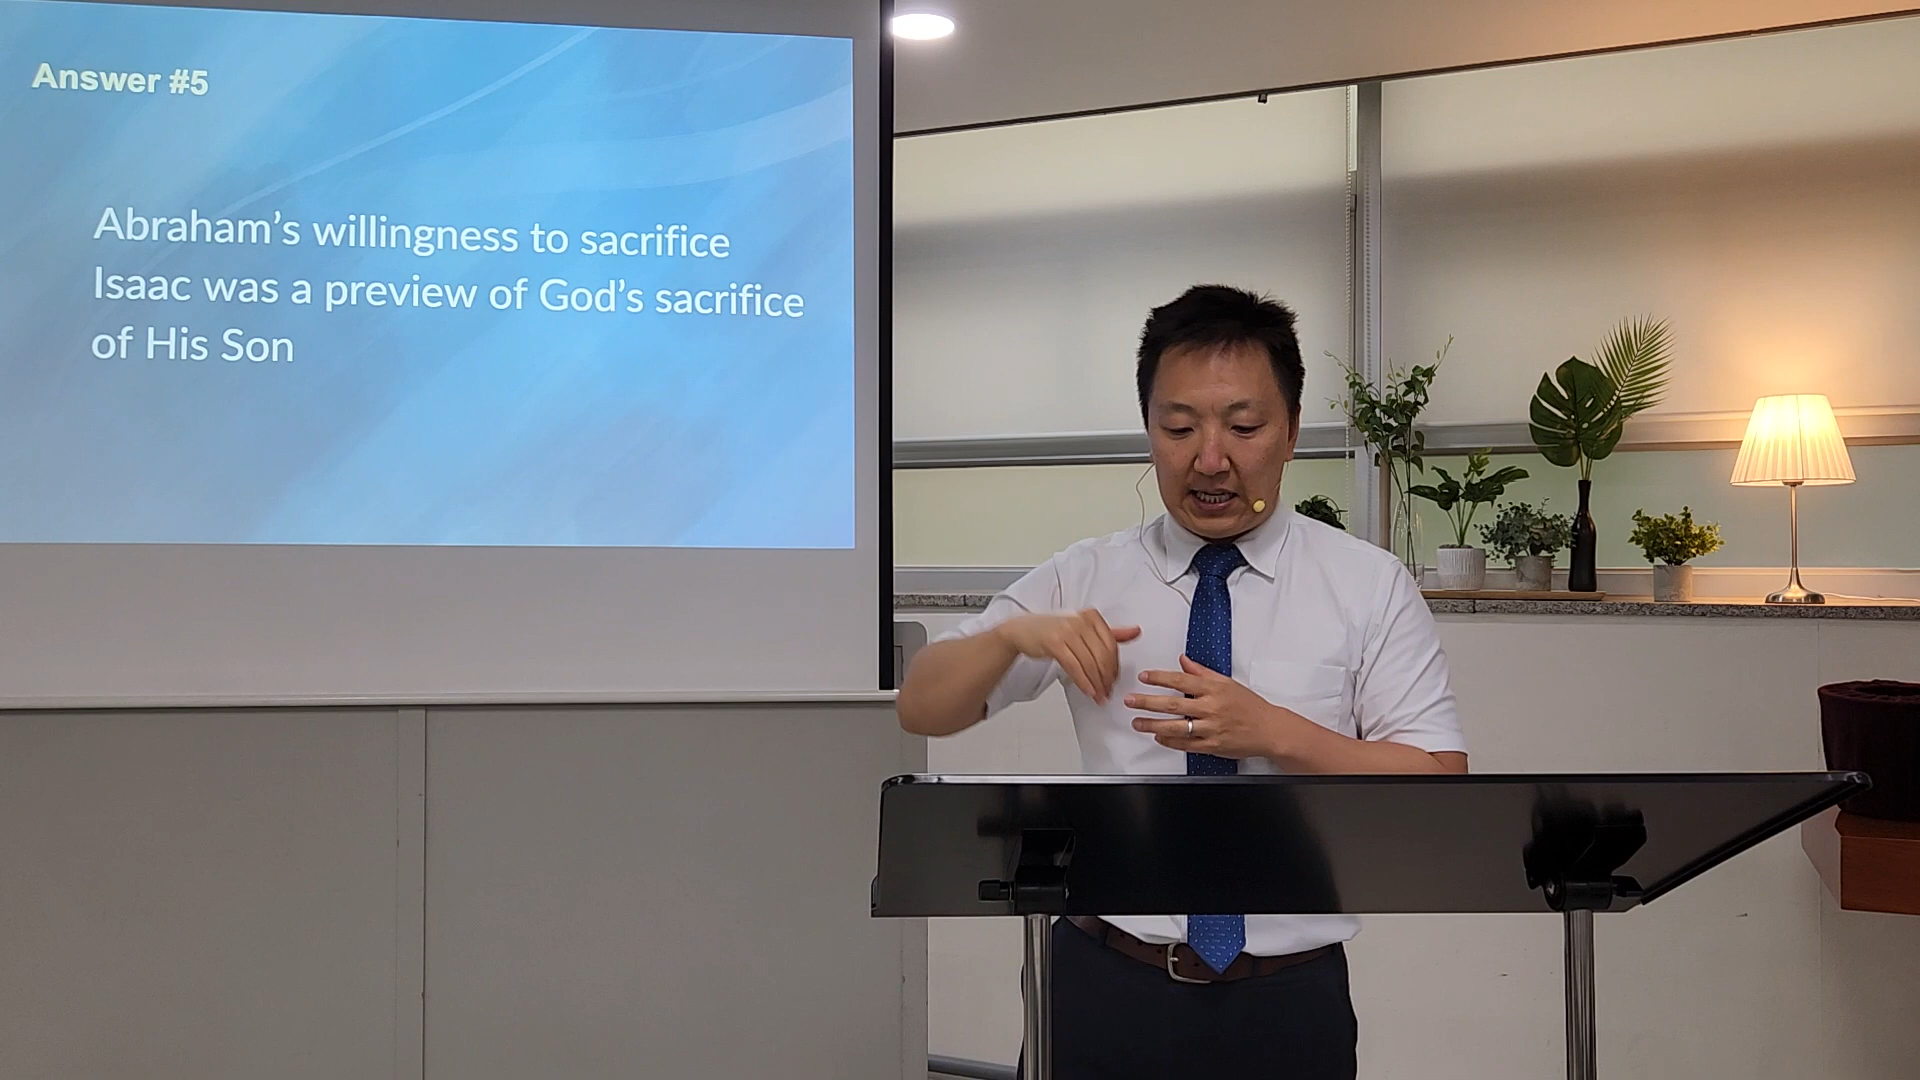 Answer #5
Abraham’s willingness to sacrifice
Isaac was a preview of God’s sacrifice
of His Son